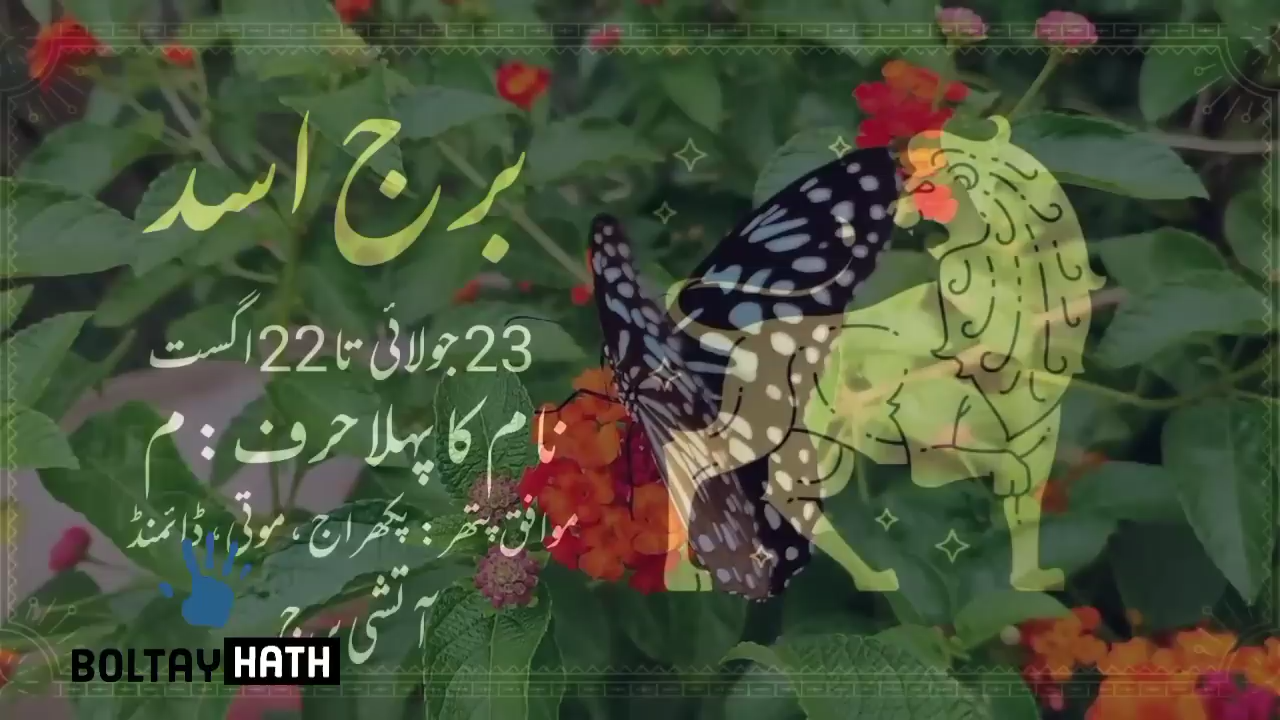 برج اسد
23 جولائی تا 22 اگست
نام کا پہلا حرف : م
موافق پتھر : پکھراج ، موتی ، ڈائمنڈ
آتشی برج
BOLTAY HATH